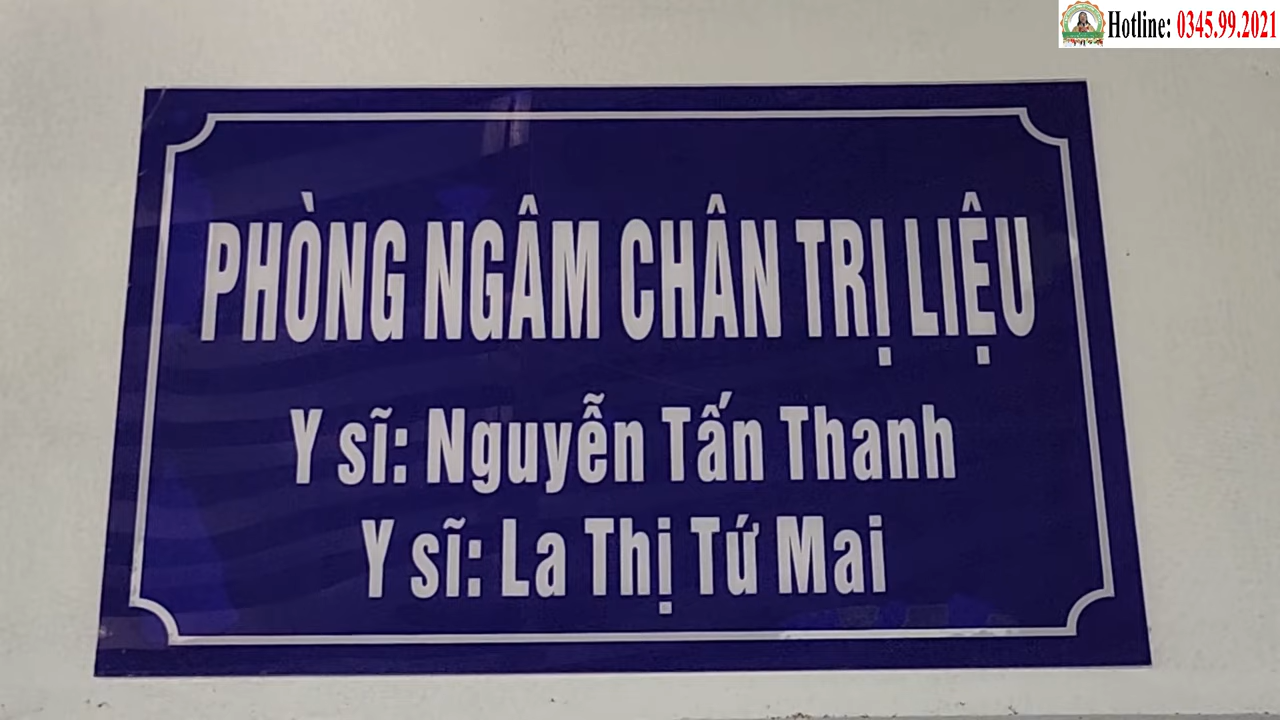 Hotline: 0345.99.2021
PHÒNG NGÂM CHÂN TRỊ LIỆU
Y sĩ: Nguyễn Tấn Thanh
Y sĩ: La Thị Tứ Mai